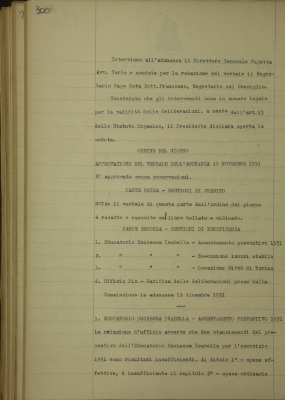 300
Interviene all'adunanza il Direttore Generale Papetta
Avv. Mario e assiste per la redazione del verbale il Segre-
tario Capo Rota Dott. Francesco, Segretario del Consiglio.
Constatato che gli intervenuti sono in numero legale
per la validità delle deliberazioni, a mente dell'art.13
dello Statuto Organico, il Presidente dichiara aperta la
seduta.
ORDINE DEL GIORNO
APPROVAZIONE DEL VERBALE DELL'ADUNANZA 20 NOVEMBRE 1951
E' approvato senza osservazioni.
PARTE PRIMA - GESTIONI DI CREDITO
NOTA: Il verbale di questa parte dell'ordine del giorno
è redatto e raccolto sul libro bollato e vidimato.
PARTE SECONDA - GESTIONI DI BENEFICENZA
1. Educatorio Duchessa Isabella - Assestamento preventivo 1951
2. " " " - Esecuzione lavori stabile
3. " " " - Locazione Città di Torino
4. Ufficio Pio - Ratifica delle deliberazioni prese dalla
Commissione in adunanza 11 dicembre 1951
1. EDUCATORIO DUCHESSA ISABELLA - ASSESTAMENTO PREVENTIVO 1951
La relazione d'ufficio avverte che due stanziamenti del pre-
ventivo dell'Educatorio Duchessa Isabella per l'esercizio
1951 sono risultati insufficienti. Al titolo 1° - spese ef-
fettive, è insufficiente il capitolo 2° - spese ordinarie